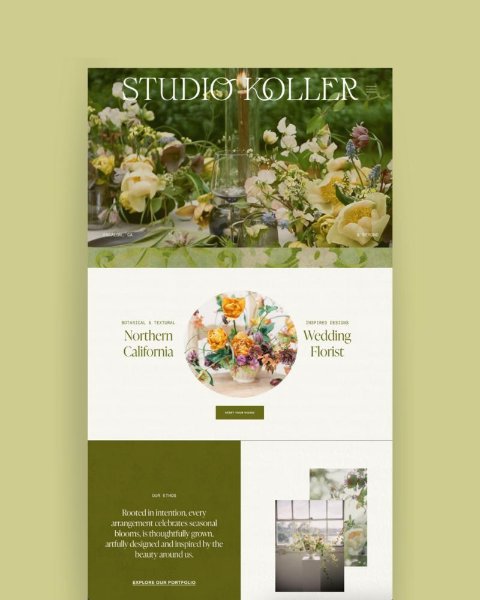 STUDIO KOLLER
BOTANICAL & TEXTURAL
Northern
California
INSPIRED DESIGNS
Wedding
Florist
OUR ETHOS
Rooted in intention, every
arrangement celebrates seasonal
blooms, is thoughtfully grown,
artfully designed and inspired by the
beauty around us.
EXPLORE OUR PORTFOLIO